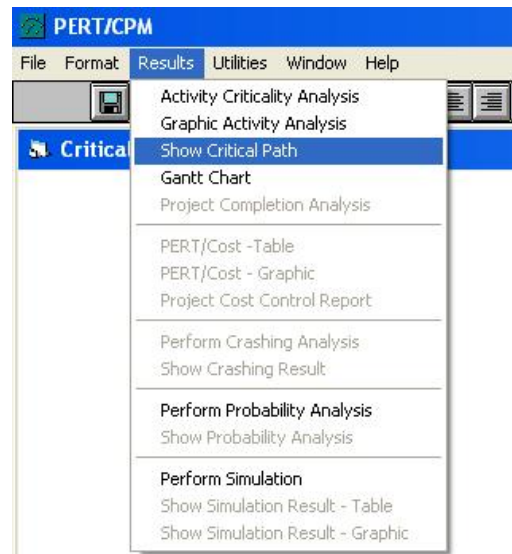 PERT/CPM
File Format Results Utilities Window Help
Critical
Activity Criticality Analysis
Graphic Activity Analysis
Show Critical Path
Gantt Chart
Project Completion Analysis
PERT/Cost -Table
PERT/Cost - Graphic
Project Cost Control Report
Perform Crashing Analysis
Show Crashing Result
Perform Probability Analysis
Show Probability Analysis
Perform Simulation
Show Simulation Result - Table
Show Simulation Result - Graphic